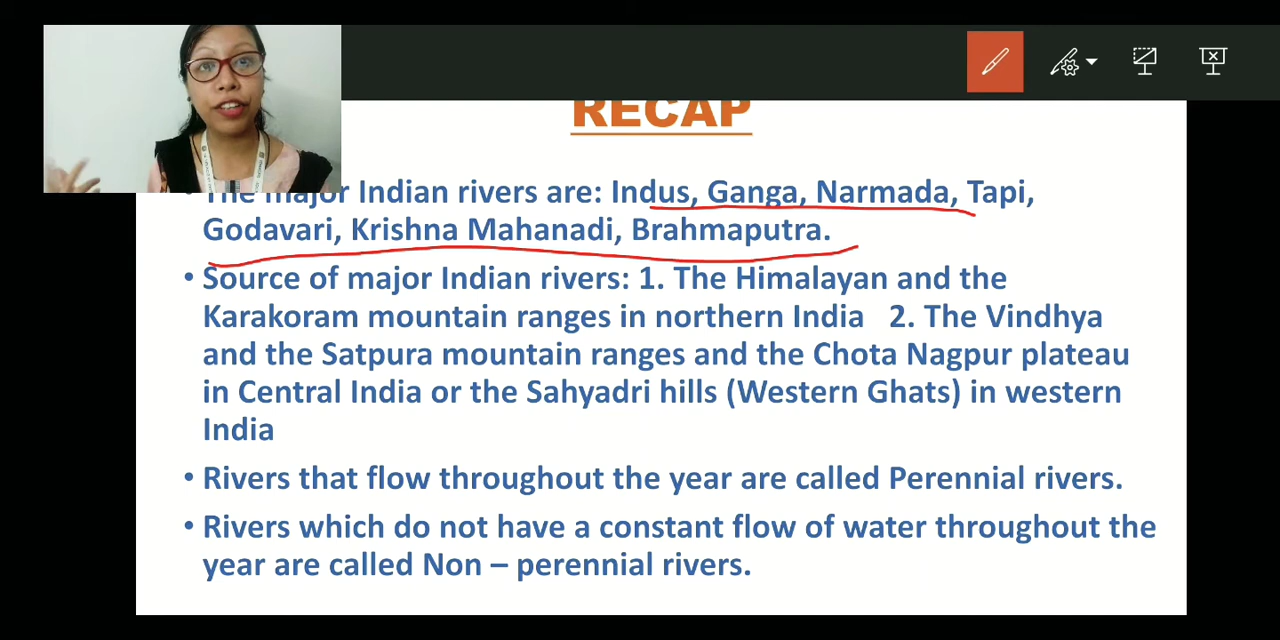 RECAP
• The major Indian rivers are: Indus, Ganga, Narmada, Tapi,
Godavari, Krishna Mahanadi, Brahmaputra.
• Source of major Indian rivers: 1. The Himalayan and the
Karakoram mountain ranges in northern India 2. The Vindhya
and the Satpura mountain ranges and the Chota Nagpur plateau
in Central India or the Sahyadri hills (Western Ghats) in western
India
• Rivers that flow throughout the year are called Perennial rivers.
• Rivers which do not have a constant flow of water throughout the
year are called Non – perennial rivers.